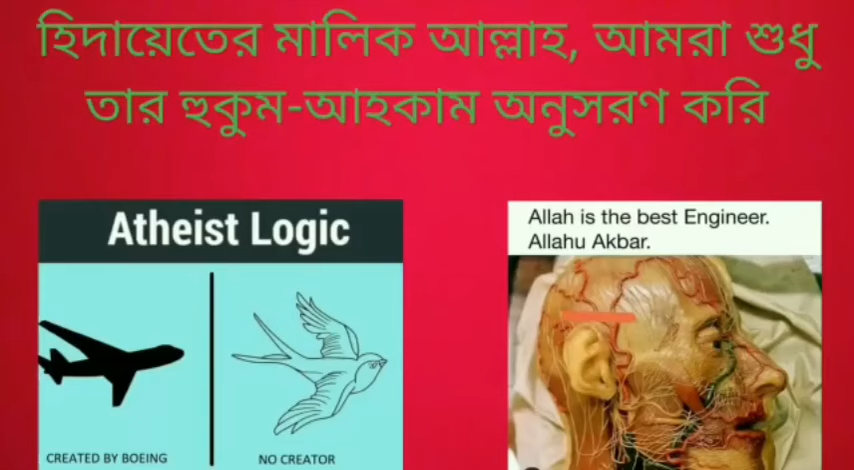 হিদায়েতের মালিক আল্লাহ, আমরা শুধু
তার হুকুম-আহকাম অনুসরণ করি
Atheist Logic
CREATED BY BOEING
NO CREATOR
Allah is the best Engineer.
Allahu Akbar.